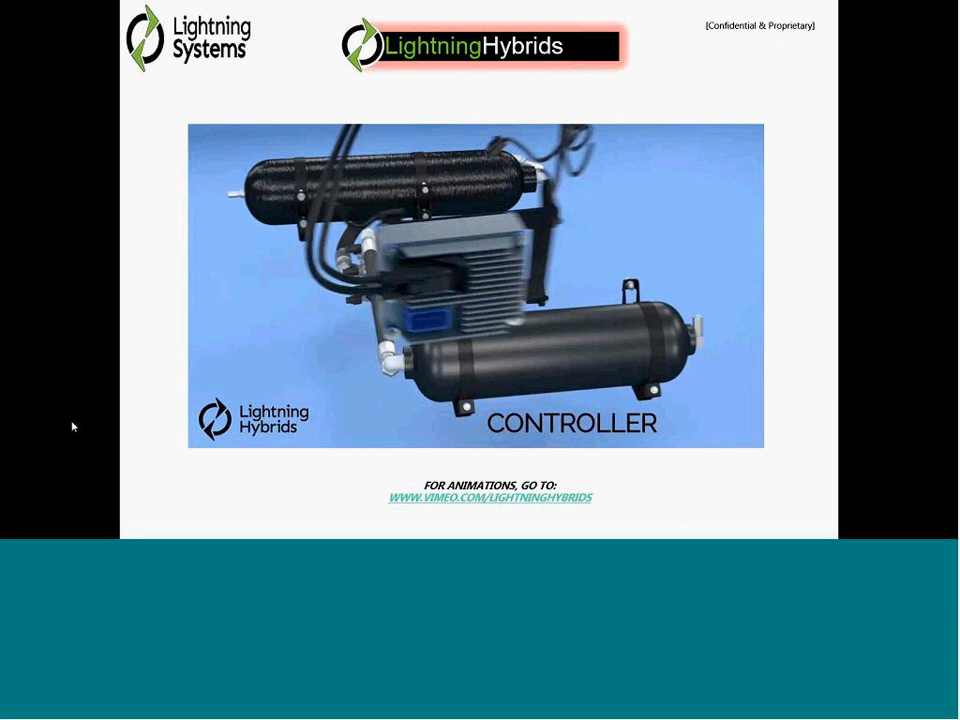 Lightning
Systems
LightningHybrids
[Confidential & Proprietary]
Lightning
Hybrids
CONTROLLER
FOR ANIMATIONS, GO TO:
WWW.VIMEO.COM/LIGHTNINGHYBRIDS